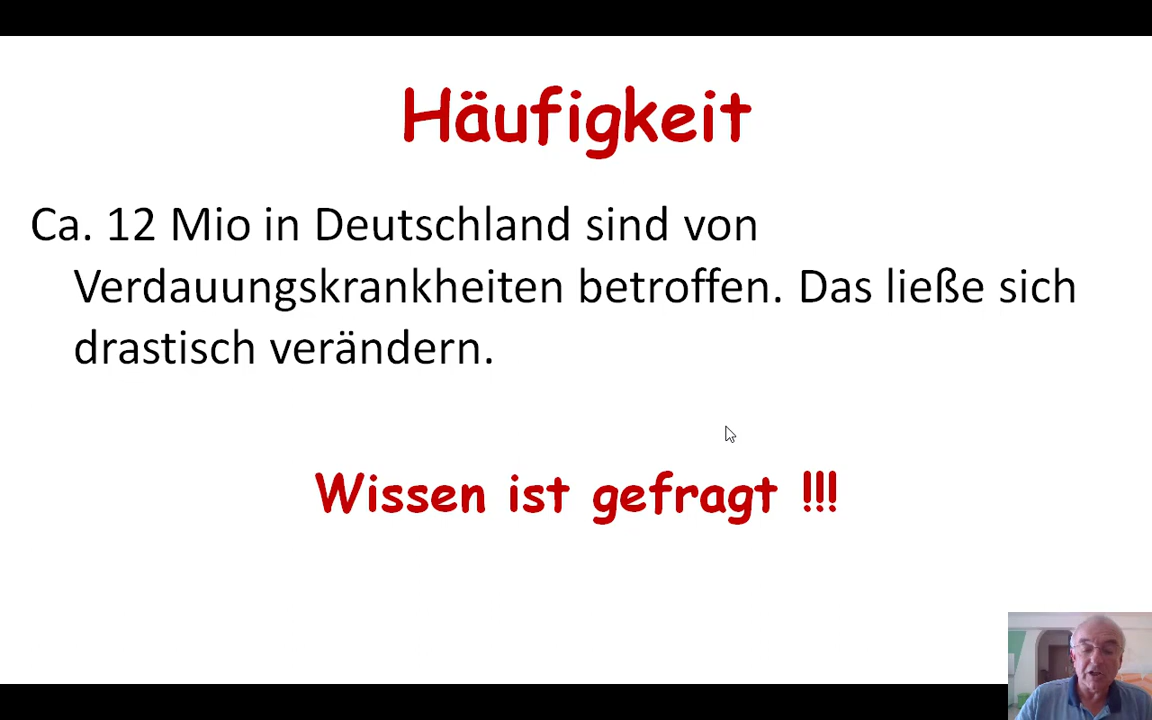 Häufigkeit
Ca. 12 Mio in Deutschland sind von
Verdauungskrankheiten betroffen. Das ließe sich
drastisch verändern.
Wissen ist gefragt !!!